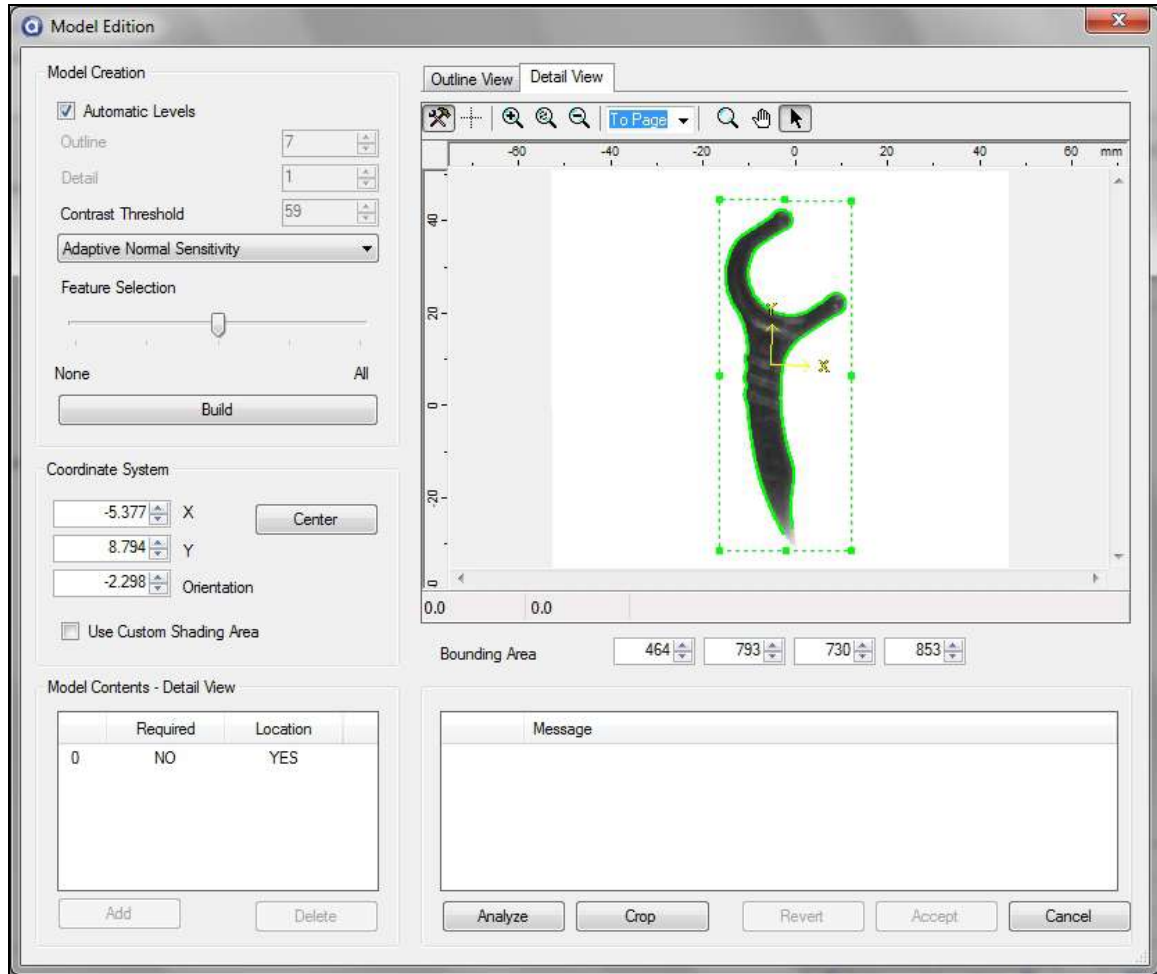 Model Edition
Model Creation
Automatic Levels
Outline 7
Detail 1
Contrast Threshold 59
Adaptive Normal Sensitivity
Feature Selection
None All
Build
Coordinate System
-5.377 X
Center
8.794 Y
-2.298 Orientation
Use Custom Shading Area
Model Contents - Detail View
Required Location
0 NO YES
Add Delete
Outline View Detail View
To Page
-60 -40 -20 0 20 40 60 mm
40
20
0
-20
0
Y
X
0.0 0.0
Bounding Area 464 793 730 853
Message
Analyze Crop Revert Accept Cancel